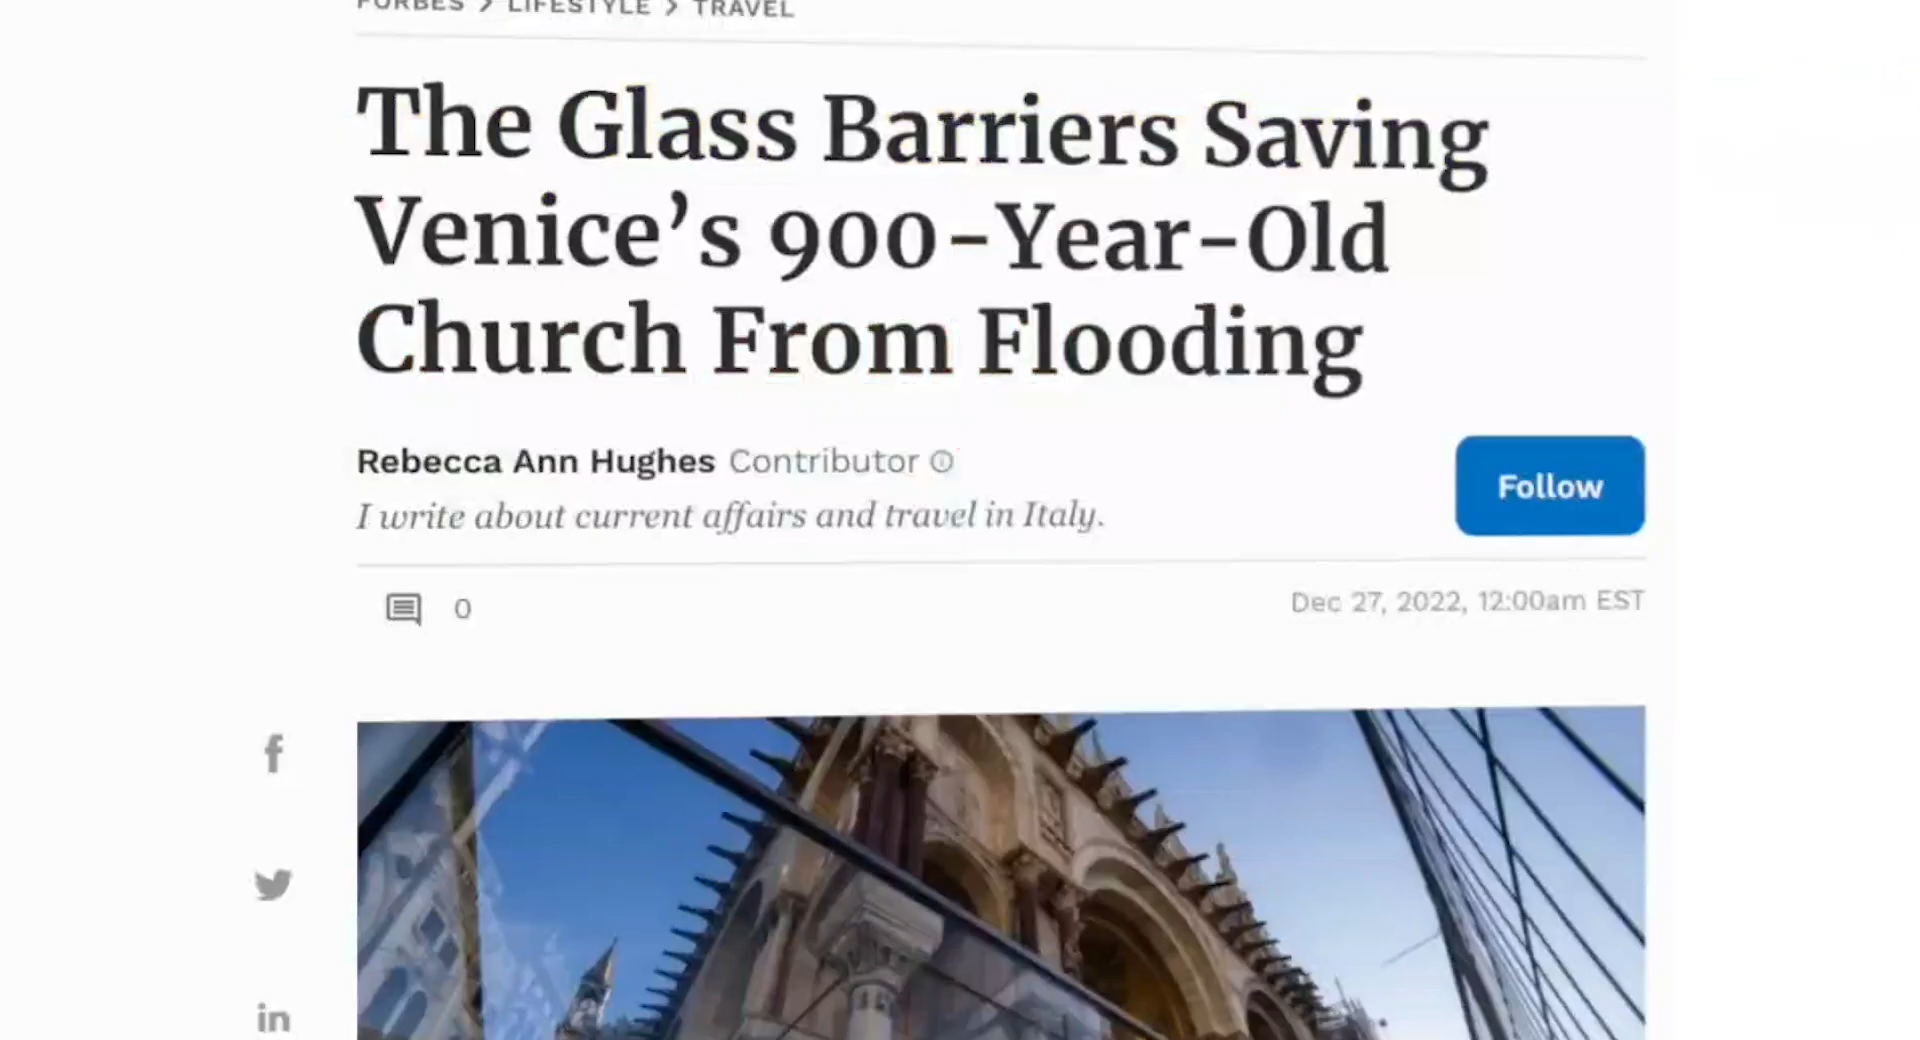 FORBES > LIFESTYLE > TRAVEL
The Glass Barriers Saving
Venice's 900-Year-Old
Church From Flooding
Rebecca Ann Hughes Contributor
I write about current affairs and travel in Italy.
Follow
0
Dec 27, 2022, 12:00am EST
f
in